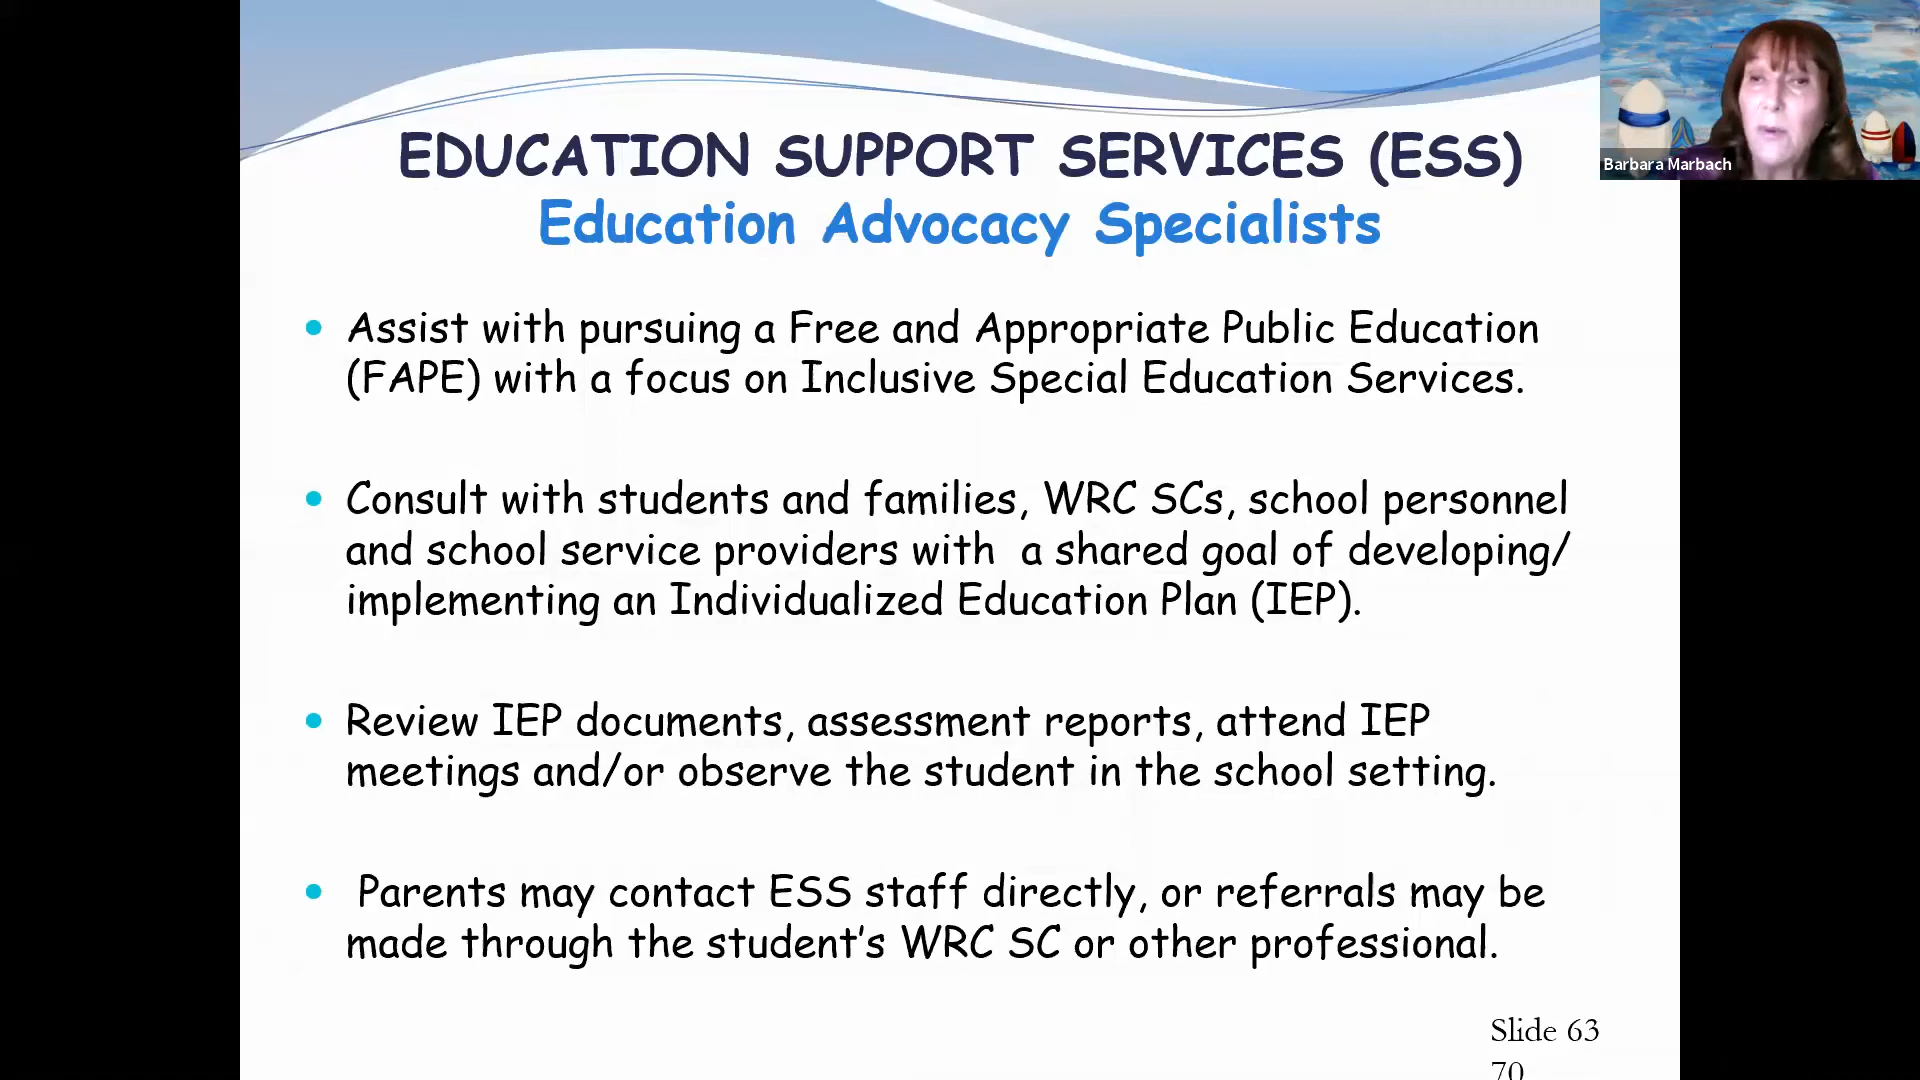 EDUCATION SUPPORT SERVICES (ESS)
Education Advocacy Specialists
Barbara Marbach
• Assist with pursuing a Free and Appropriate Public Education
(FAPE) with a focus on Inclusive Special Education Services.
• Consult with students and families, WRC SCs, school personnel
and school service providers with  a shared goal of developing/
implementing an Individualized Education Plan (IEP).
• Review IEP documents, assessment reports, attend IEP
meetings and/or observe the student in the school setting.
• Parents may contact ESS staff directly, or referrals may be
made through the student’s WRC SC or other professional.
Slide 63
70